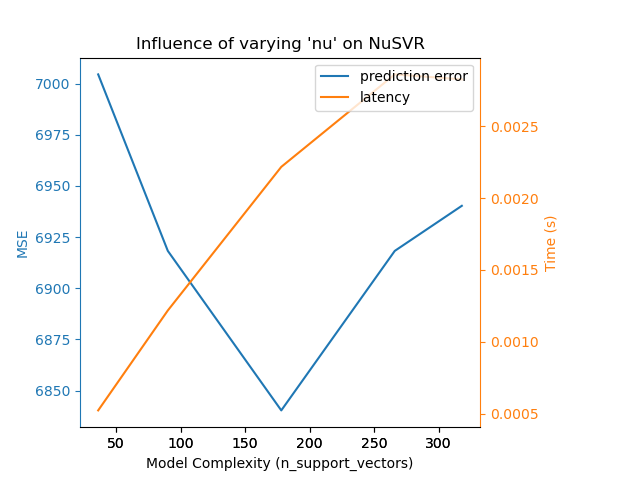 Influence of varying 'nu' on NuSVR
prediction error
latency
7000
6975
6950
6925
6900
6875
6850
MSE
0.0025
0.0020
0.0015
0.0010
0.0005
Time (s)
50 100 150 200 250 300
Model Complexity (n_support_vectors)